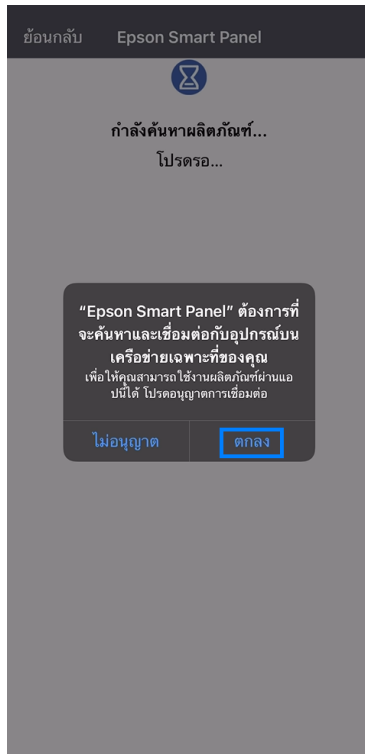 ย้อนกลับ Epson Smart Panel
กำลังค้นหาผลิตภัณฑ์...
โปรดรอ...
“Epson Smart Panel” ต้องการที่
จะค้นหาและเชื่อมต่อกับอุปกรณ์บน
เครือข่ายเฉพาะที่ของคุณ
เพื่อให้คุณสามารถใช้งานผลิตภัณฑ์ผ่านแอ
ปนี้ได้ โปรดอนุญาตการเชื่อมต่อ
ไม่อนุญาต ตกลง